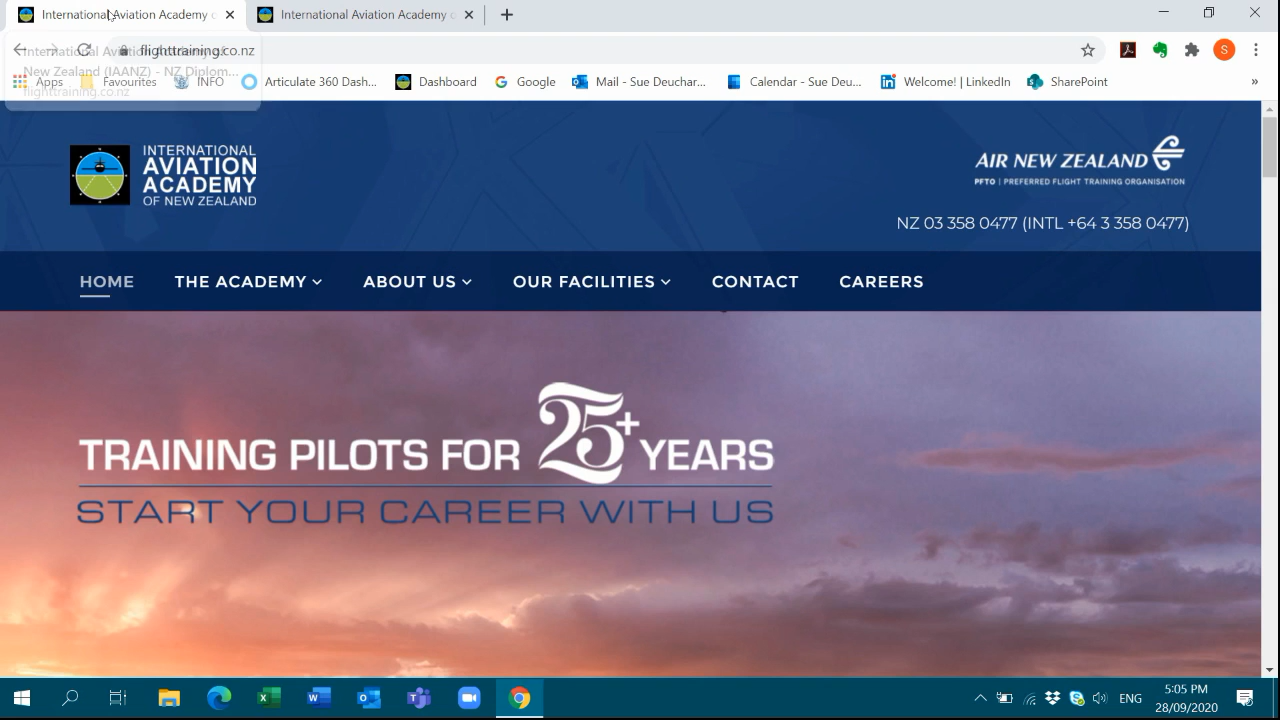 International Aviation Academy o
International Aviation Academy o
International Aviation Academy of
New Zealand (IAANZ) - NZ Diplom...
flighttraining.co.nz
flighttraining.co.nz
S
Apps
Favourites
INFO
Articulate 360 Dash...
Dashboard
Google
Mail - Sue Deuchar...
Calendar - Sue Deu...
Welcome! | LinkedIn
SharePoint
»
INTERNATIONAL
AVIATION
ACADEMY
OF NEW ZEALAND
AIR NEW ZEALAND
PFTO | PREFERRED FLIGHT TRAINING ORGANISATION
NZ 03 358 0477 (INTL +64 3 358 0477)
HOME THE ACADEMY ABOUT US OUR FACILITIES CONTACT CAREERS
TRAINING PILOTS FOR 25+ YEARS
START YOUR CAREER WITH US
ENG
5:05 PM
28/09/2020